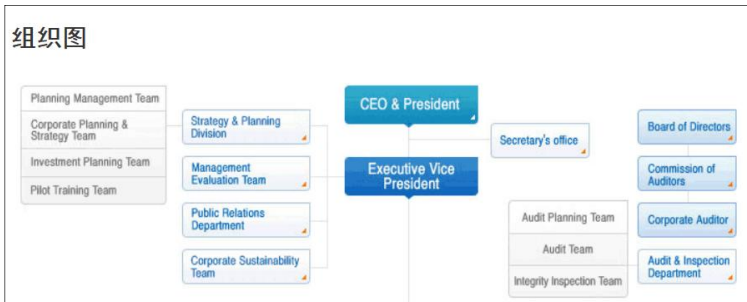 组织图
Planning Management Team
Corporate Planning &
Strategy Team
Investment Planning Team
Pilot Training Team
Strategy & Planning
Division
Management
Evaluation Team
Public Relations
Department
Corporate Sustainability
Team
CEO & President
Executive Vice
President
Secretary's office
Board of Directors
Commission of
Auditors
Corporate Auditor
Audit & Inspection
Department
Audit Planning Team
Audit Team
Integrity Inspection Team